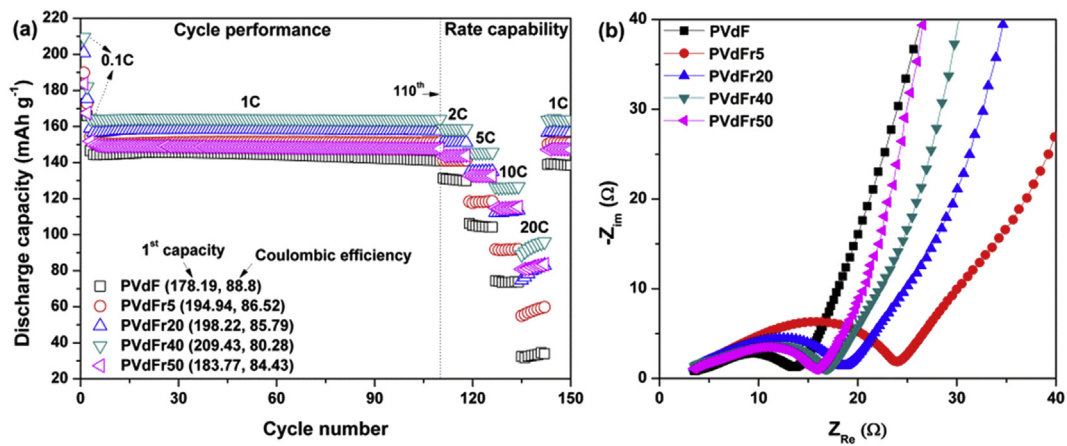 (a)
Cycle performance
Rate capability
0.1C
110th
1C
2C
5C
10C
20C
1C
1st capacity
Coulombic efficiency
PVdF (178.19, 88.8)
PVdFr5 (194.94, 86.52)
PVdFr20 (198.22, 85.79)
PVdFr40 (209.43, 80.28)
PVdFr50 (183.77, 84.43)
Discharge capacity (mAh g-1)
220
200
180
160
140
120
100
80
60
40
20
0 30 60 90 120 150
Cycle number
(b)
PVdF
PVdFr5
PVdFr20
PVdFr40
PVdFr50
-Zim (Ω)
40
30
20
10
0
0 10 20 30 40
ZRe (Ω)